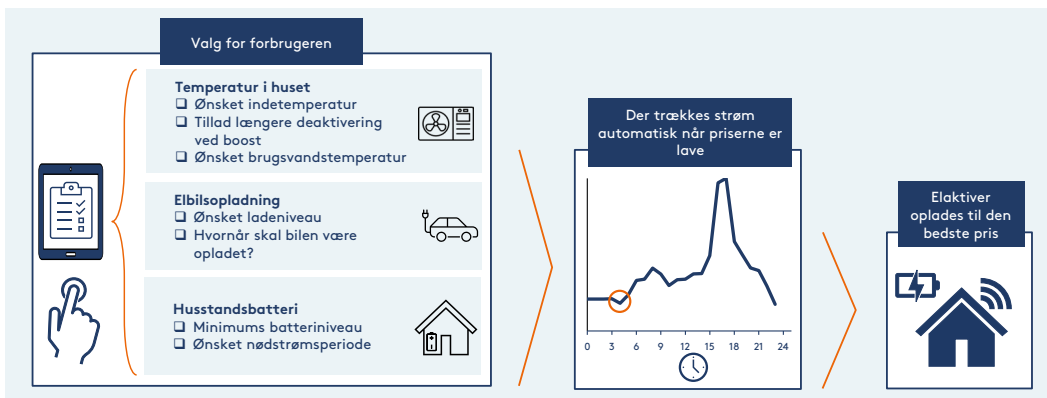 Valg for forbrugeren
Temperatur i huset
❑ Ønsket indetemperatur
❑ Tillad længere deaktivering
ved boost
❑ Ønsket brugsvandstemperatur
Elbilsopladning
❑ Ønsket ladeniveau
❑ Hvornår skal bilen være
opladet?
Husstandsbatteri
❑ Minimums batteriniveau
❑ Ønsket nødstrømsperiode
Der trækkes strøm
automatisk når priserne er
lave
0 3 6 9 12 15 18 21 24
Elaktiver
oplades til den
bedste pris